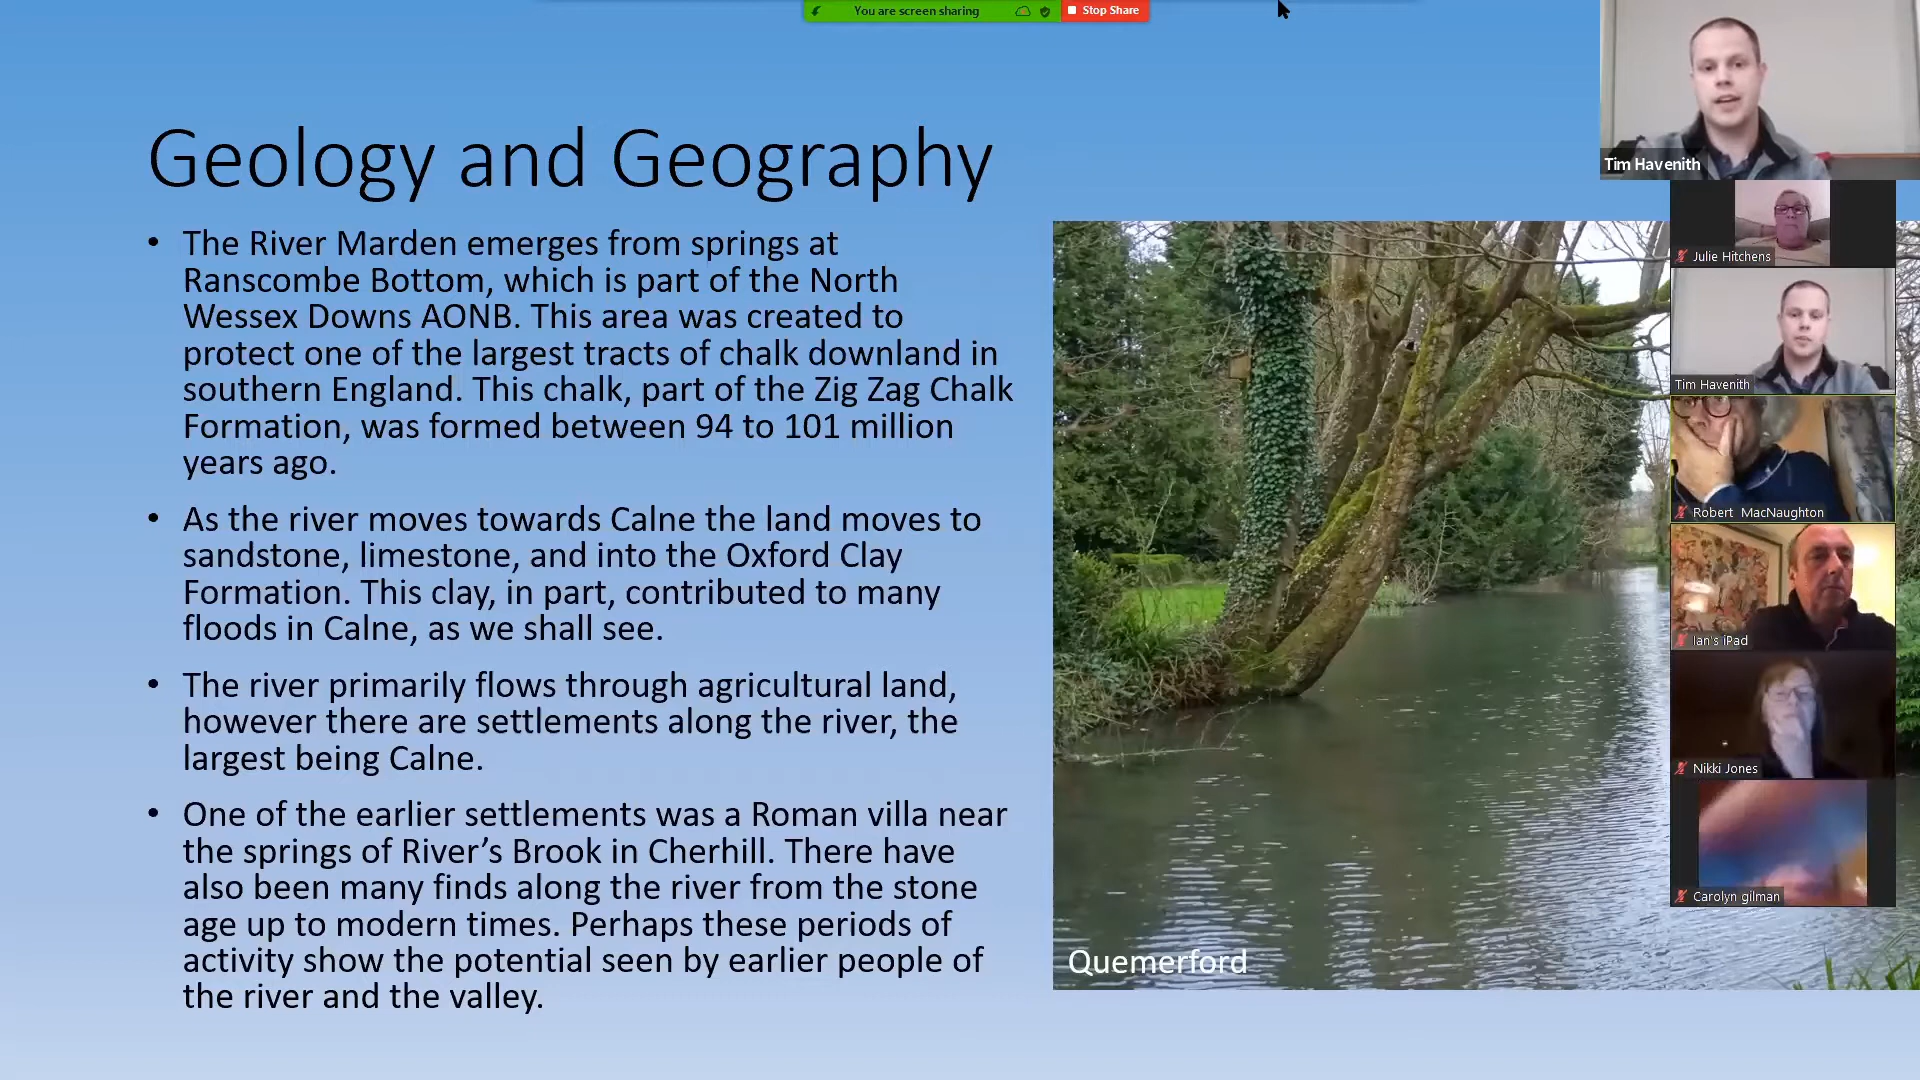 You are screen sharing
Stop Share
Geology and Geography
• The River Marden emerges from springs at
Ranscombe Bottom, which is part of the North
Wessex Downs AONB. This area was created to
protect one of the largest tracts of chalk downland in
southern England. This chalk, part of the Zig Zag Chalk
Formation, was formed between 94 to 101 million
years ago.
• As the river moves towards Calne the land moves to
sandstone, limestone, and into the Oxford Clay
Formation. This clay, in part, contributed to many
floods in Calne, as we shall see.
• The river primarily flows through agricultural land,
however there are settlements along the river, the
largest being Calne.
• One of the earlier settlements was a Roman villa near
the springs of River’s Brook in Cherhill. There have
also been many finds along the river from the stone
age up to modern times. Perhaps these periods of
activity show the potential seen by earlier people of
the river and the valley.
Quemerford
Tim Havenith
Julie Hitchens
Tim Havenith
Robert MacNaughton
Ian's iPad
Nikki Jones
Carolyn gilman